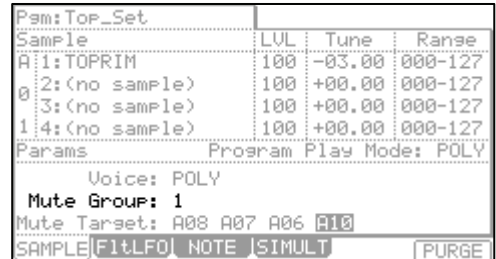 Pgm:Top_Set
Sample LVL Tune Range
A 1:TOPRIM 100 -03.00 000-127
0 2:(no sample) 100 +00.00 000-127
3:(no sample) 100 +00.00 000-127
1 4:(no sample) 100 +00.00 000-127
Params Program Play Mode: POLY
Voice: POLY
Mute Group: 1
Mute Target: A08 A07 A06 A10
SAMPLE FltLFO NOTE SIMULT PURGE